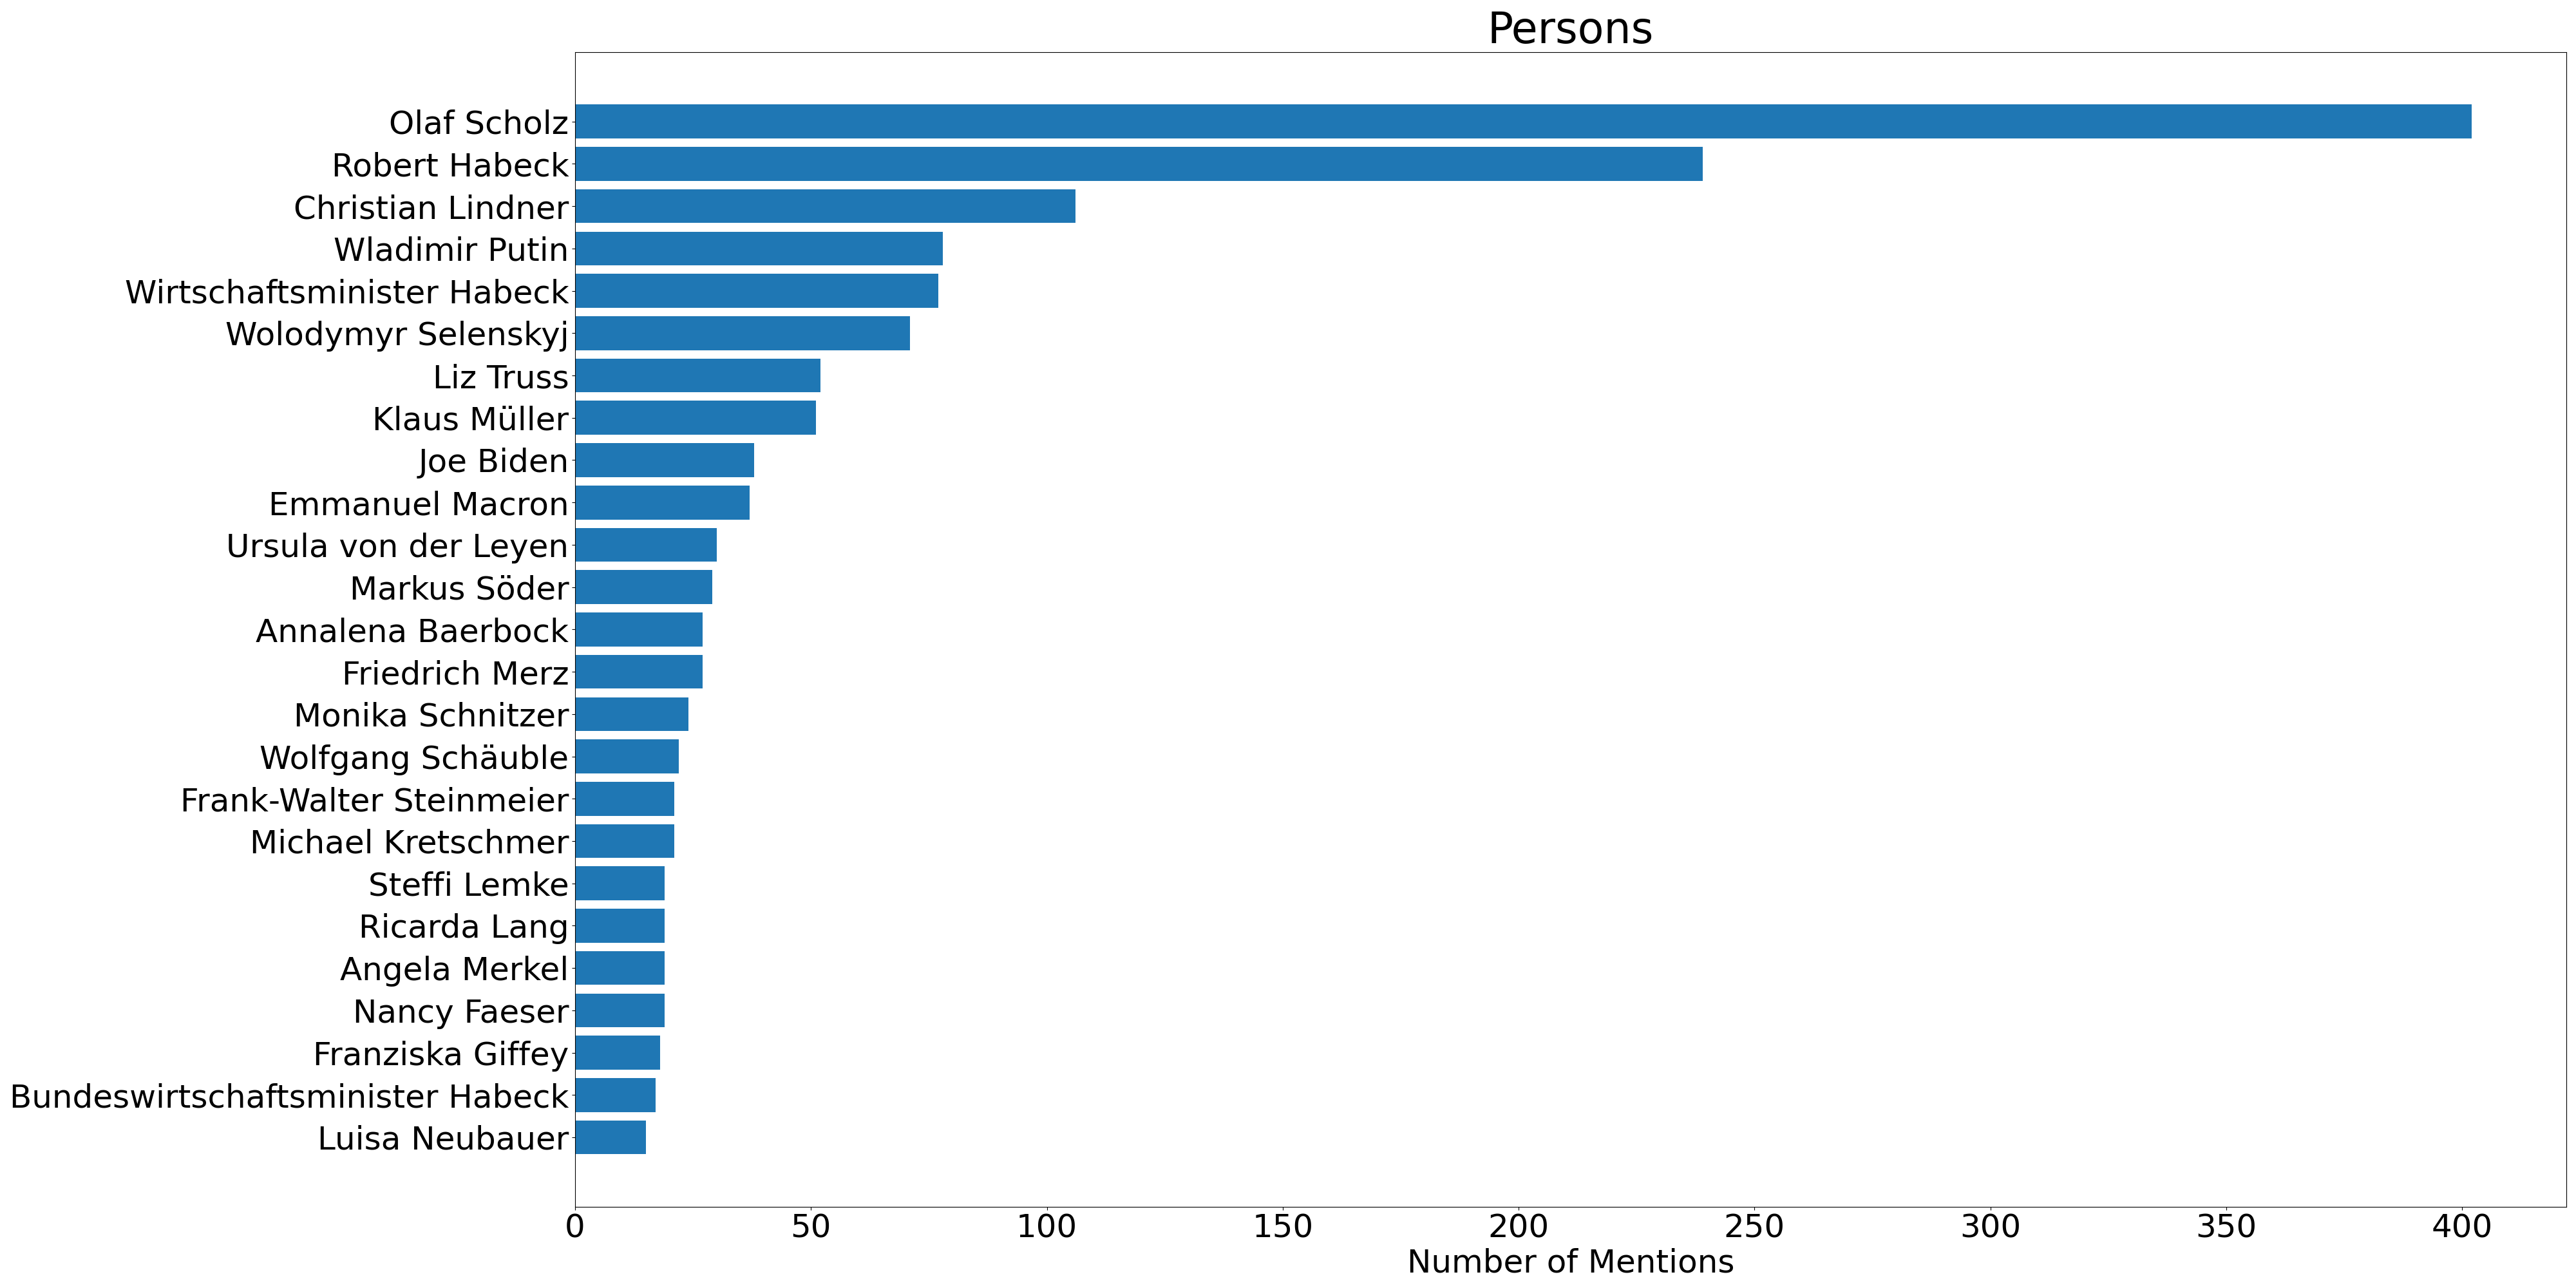 Persons
Olaf Scholz
Robert Habeck
Christian Lindner
Wladimir Putin
Wirtschaftsminister Habeck
Wolodymyr Selenskyj
Liz Truss
Klaus Müller
Joe Biden
Emmanuel Macron
Ursula von der Leyen
Markus Söder
Annalena Baerbock
Friedrich Merz
Monika Schnitzer
Wolfgang Schäuble
Frank-Walter Steinmeier
Michael Kretschmer
Steffi Lemke
Ricarda Lang
Angela Merkel
Nancy Faeser
Franziska Giffey
Bundeswirtschaftsminister Habeck
Luisa Neubauer
0 50 100 150 200 250 300 350 400
Number of Mentions